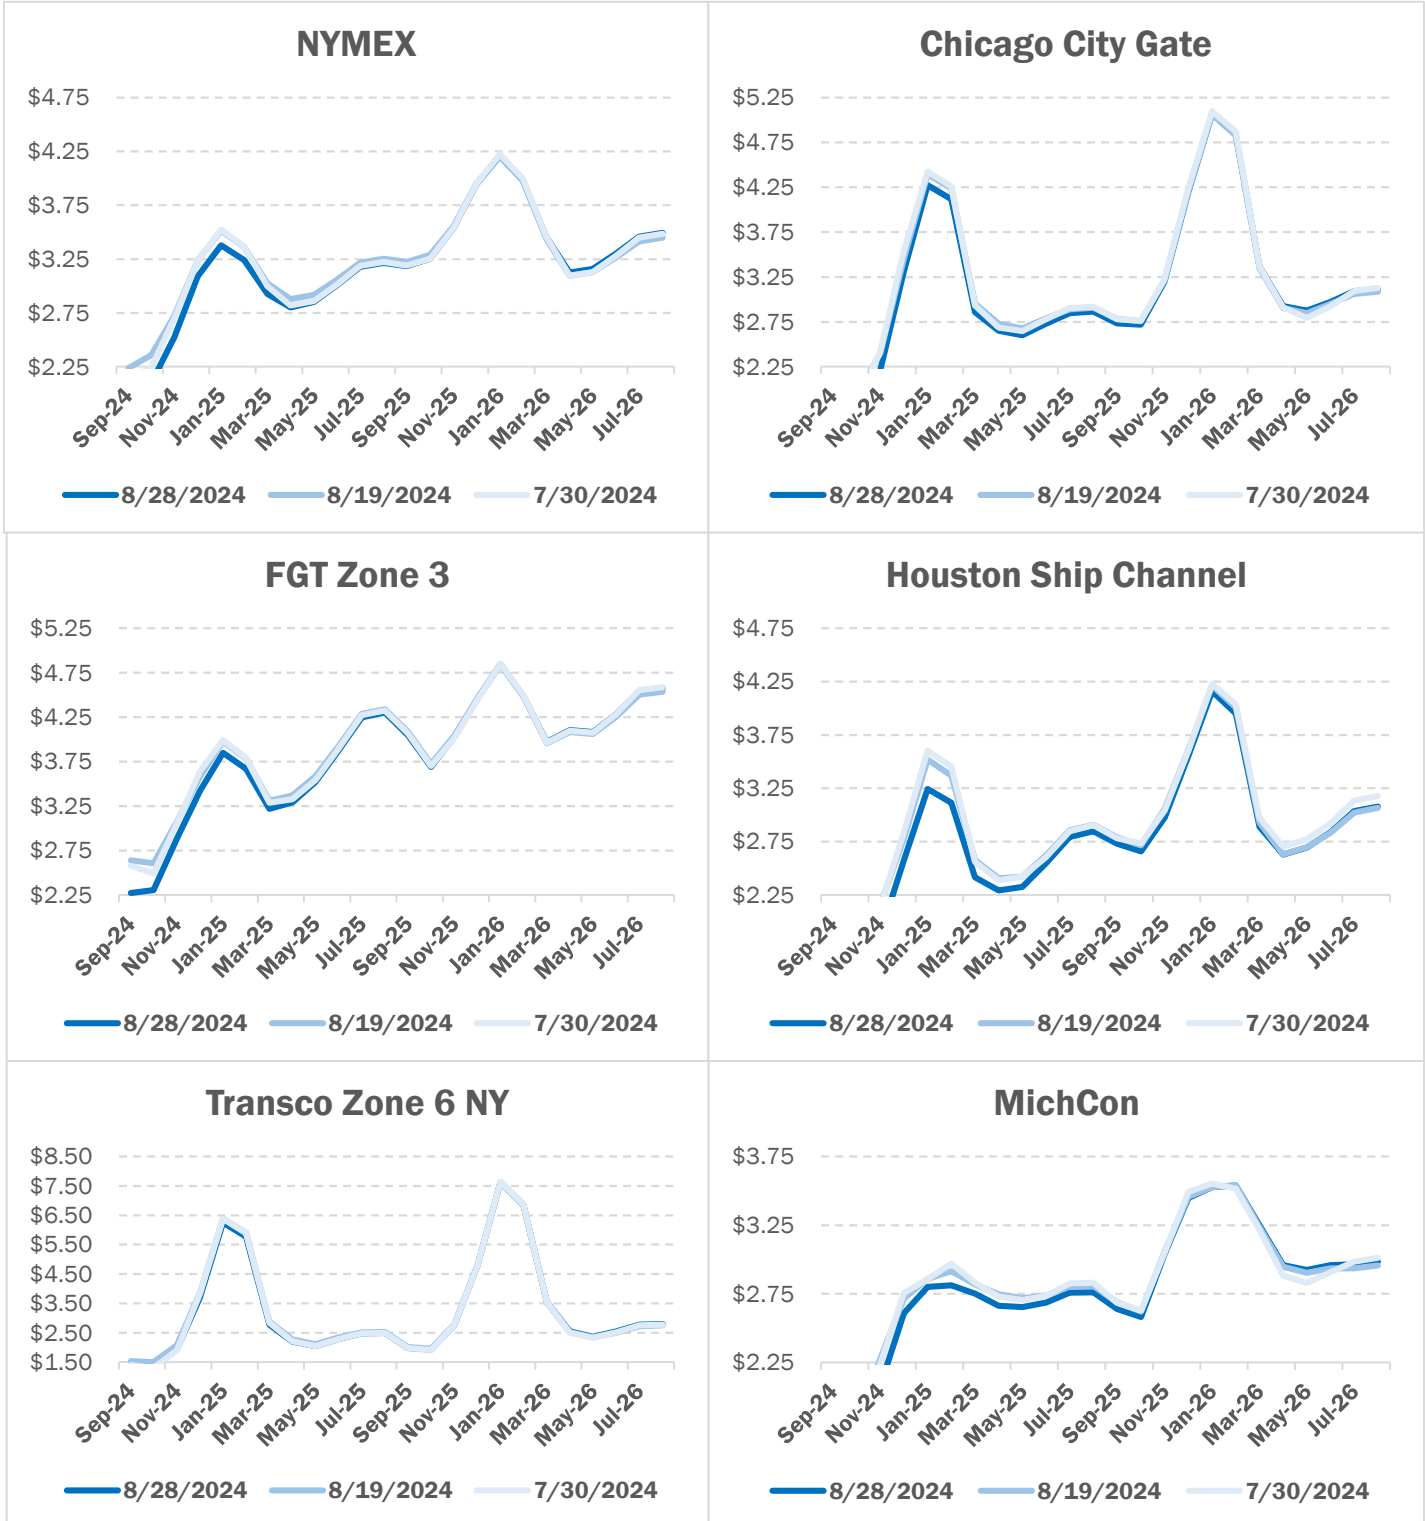 NYMEX
$4.75
$4.25
$3.75
$3.25
$2.75
$2.25
Sep-24 Nov-24 Jan-25 Mar-25 May-25 Jul-25 Sep-25 Nov-25 Jan-26 Mar-26 May-26 Jul-26
8/28/2024 8/19/2024 7/30/2024
Chicago City Gate
$5.25
$4.75
$4.25
$3.75
$3.25
$2.75
$2.25
Sep-24 Nov-24 Jan-25 Mar-25 May-25 Jul-25 Sep-25 Nov-25 Jan-26 Mar-26 May-26 Jul-26
8/28/2024 8/19/2024 7/30/2024
FGT Zone 3
$5.25
$4.75
$4.25
$3.75
$3.25
$2.75
$2.25
Sep-24 Nov-24 Jan-25 Mar-25 May-25 Jul-25 Sep-25 Nov-25 Jan-26 Mar-26 May-26 Jul-26
8/28/2024 8/19/2024 7/30/2024
Houston Ship Channel
$4.75
$4.25
$3.75
$3.25
$2.75
$2.25
Sep-24 Nov-24 Jan-25 Mar-25 May-25 Jul-25 Sep-25 Nov-25 Jan-26 Mar-26 May-26 Jul-26
8/28/2024 8/19/2024 7/30/2024
Transco Zone 6 NY
$8.50
$7.50
$6.50
$5.50
$4.50
$3.50
$2.50
$1.50
Sep-24 Nov-24 Jan-25 Mar-25 May-25 Jul-25 Sep-25 Nov-25 Jan-26 Mar-26 May-26 Jul-26
8/28/2024 8/19/2024 7/30/2024
MichCon
$3.75
$3.25
$2.75
$2.25
Sep-24 Nov-24 Jan-25 Mar-25 May-25 Jul-25 Sep-25 Nov-25 Jan-26 Mar-26 May-26 Jul-26
8/28/2024 8/19/2024 7/30/2024